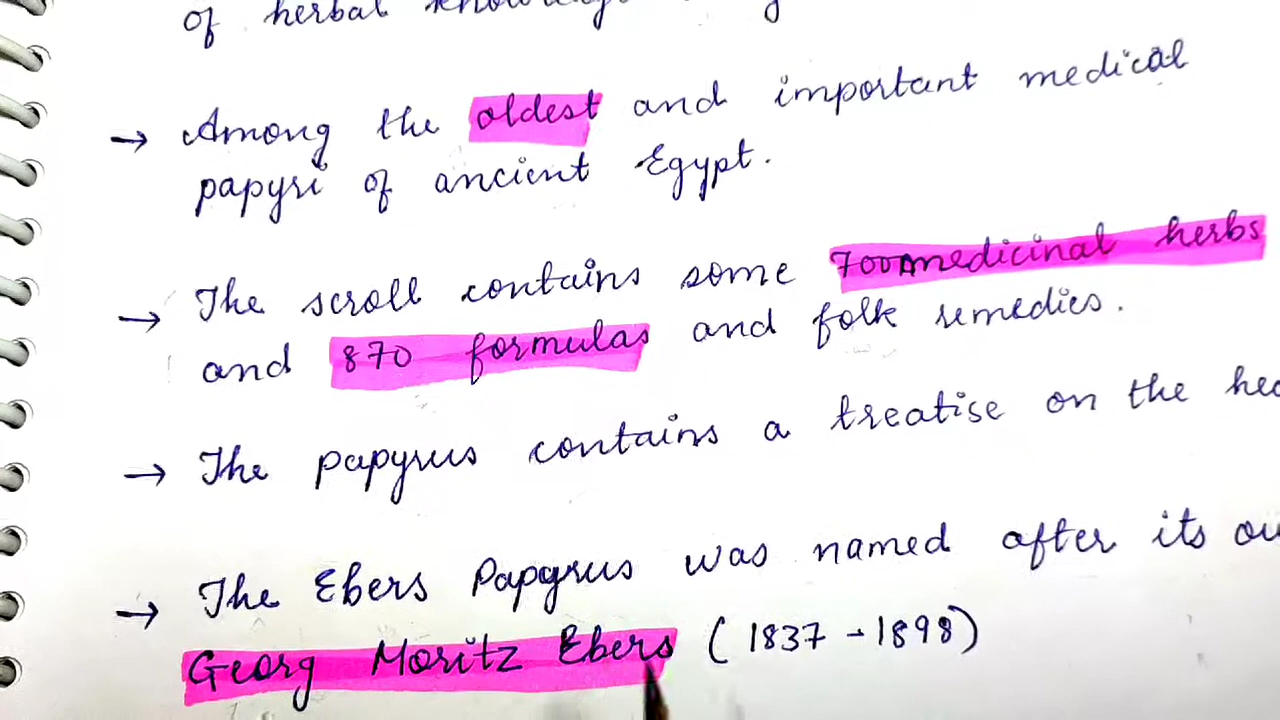 of herbal
→ Among the oldest and important medical
papyri of ancient Egypt.
→ The scroll contains some 700 medicinal herbs
and 870 formulas and folk remedies.
→ The papyrus contains a treatise on the
→ The Ebers Papyrus was named after its
Georg Moritz Ebers (1837 - 1898)